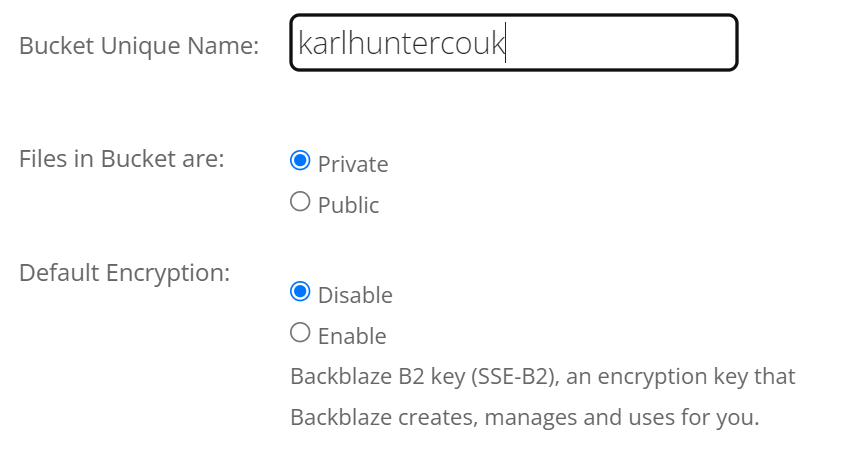 Bucket Unique Name: karlhuntercouk
Files in Bucket are: Private
Public
Default Encryption:
Disable
Enable
Backblaze B2 key (SSE-B2), an encryption key that
Backblaze creates, manages and uses for you.